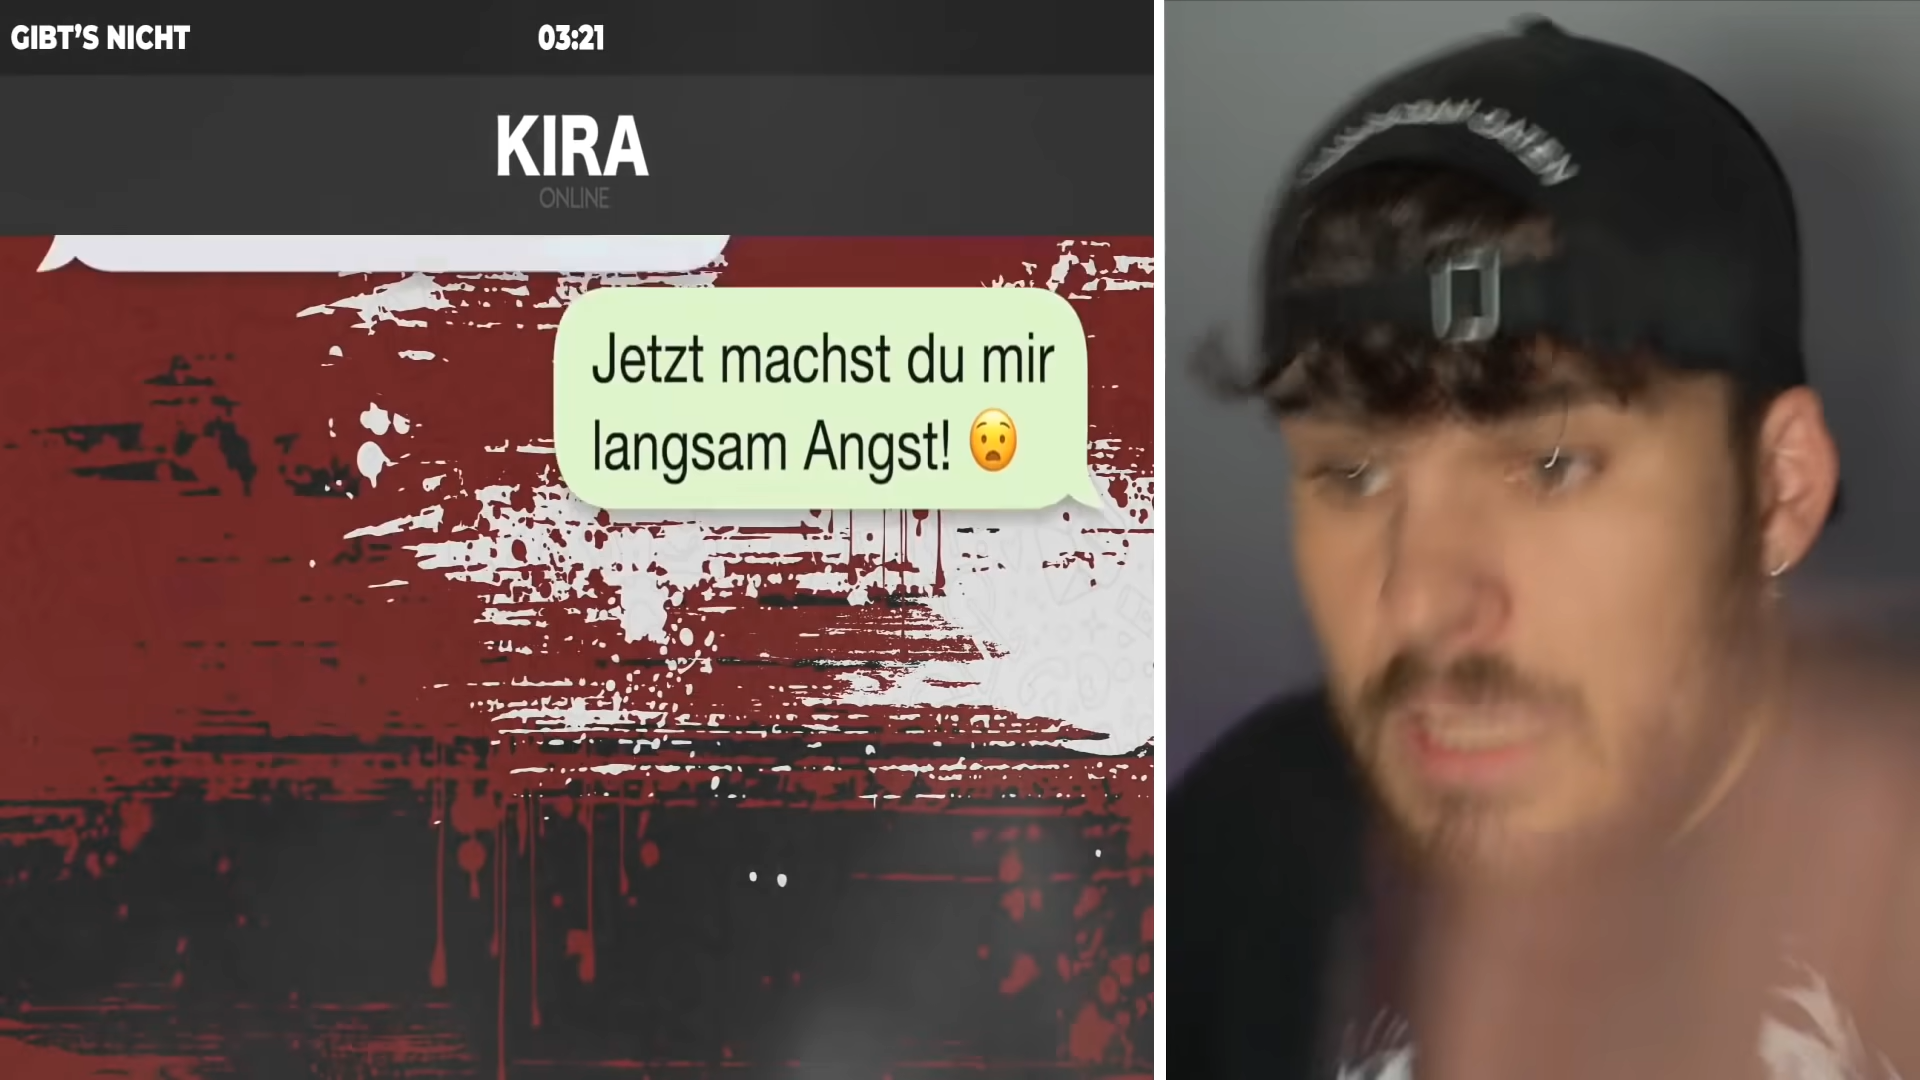 GIBT'S NICHT
03:21
KIRA
ONLINE
Jetzt machst du mir
langsam Angst! 😧